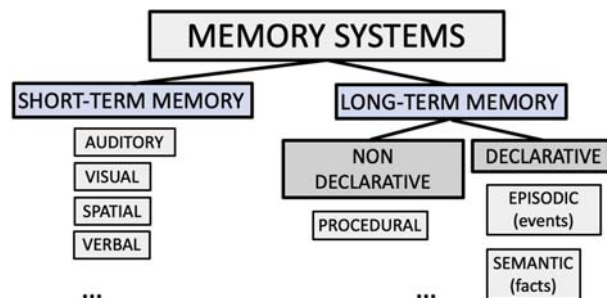 MEMORY SYSTEMS
SHORT-TERM MEMORY
AUDITORY
VISUAL
SPATIAL
VERBAL
...
LONG-TERM MEMORY
NON
DECLARATIVE
PROCEDURAL
...
DECLARATIVE
EPISODIC
(events)
SEMANTIC
(facts)